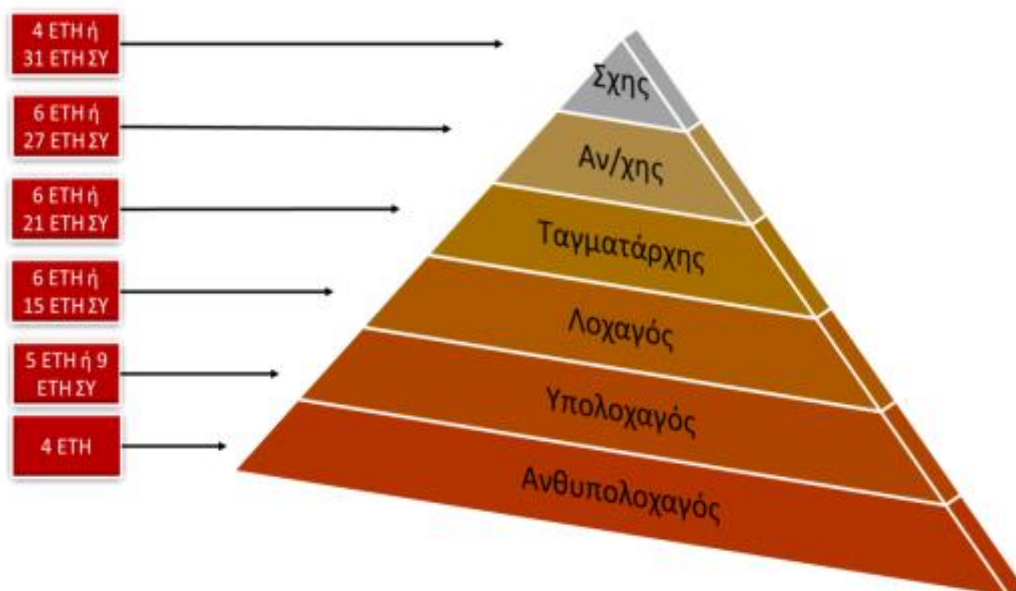 4 ΕΤΗ ή
31 ΕΤΗ ΣΥ
Σχης
6 ΕΤΗ ή
27 ΕΤΗ ΣΥ
Αν/χης
6 ΕΤΗ ή
21 ΕΤΗ ΣΥ
Ταγματάρχης
6 ΕΤΗ ή
15 ΕΤΗ ΣΥ
Λοχαγός
5 ΕΤΗ ή 9
ΕΤΗ ΣΥ
Υπολοχαγός
4 ΕΤΗ
Ανθυπολοχαγός